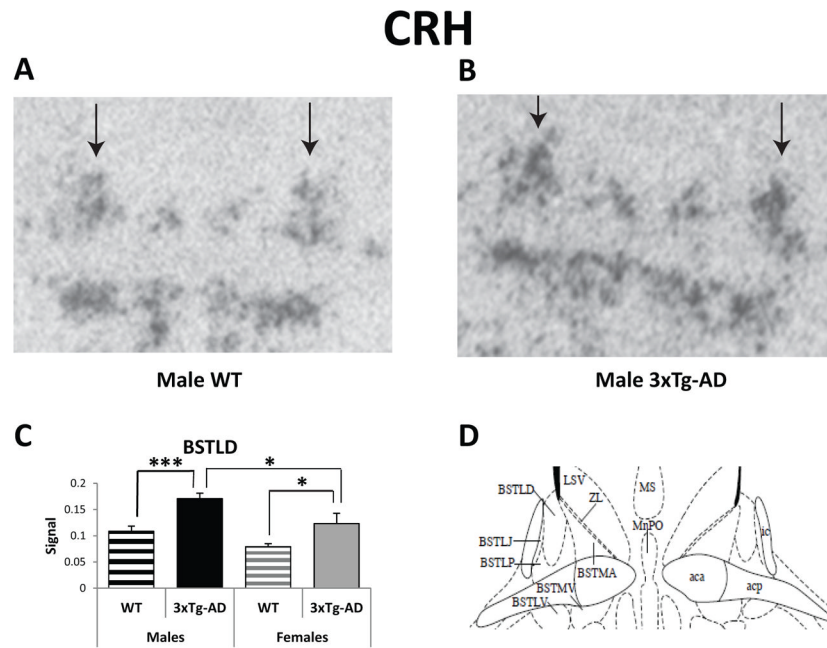 CRH
A
B
Male WT
Male 3xTg-AD
C
BSTLD
***
*
*
Signal
0.2
0.15
0.1
0.05
0
WT
3xTg-AD
WT
3xTg-AD
Males
Females
D
BSTLD
LSV
MS
ZL
MnPO
ic
BSTLJ
BSTLP
BSTMA
aca
acp
BSTMV
BSTLV